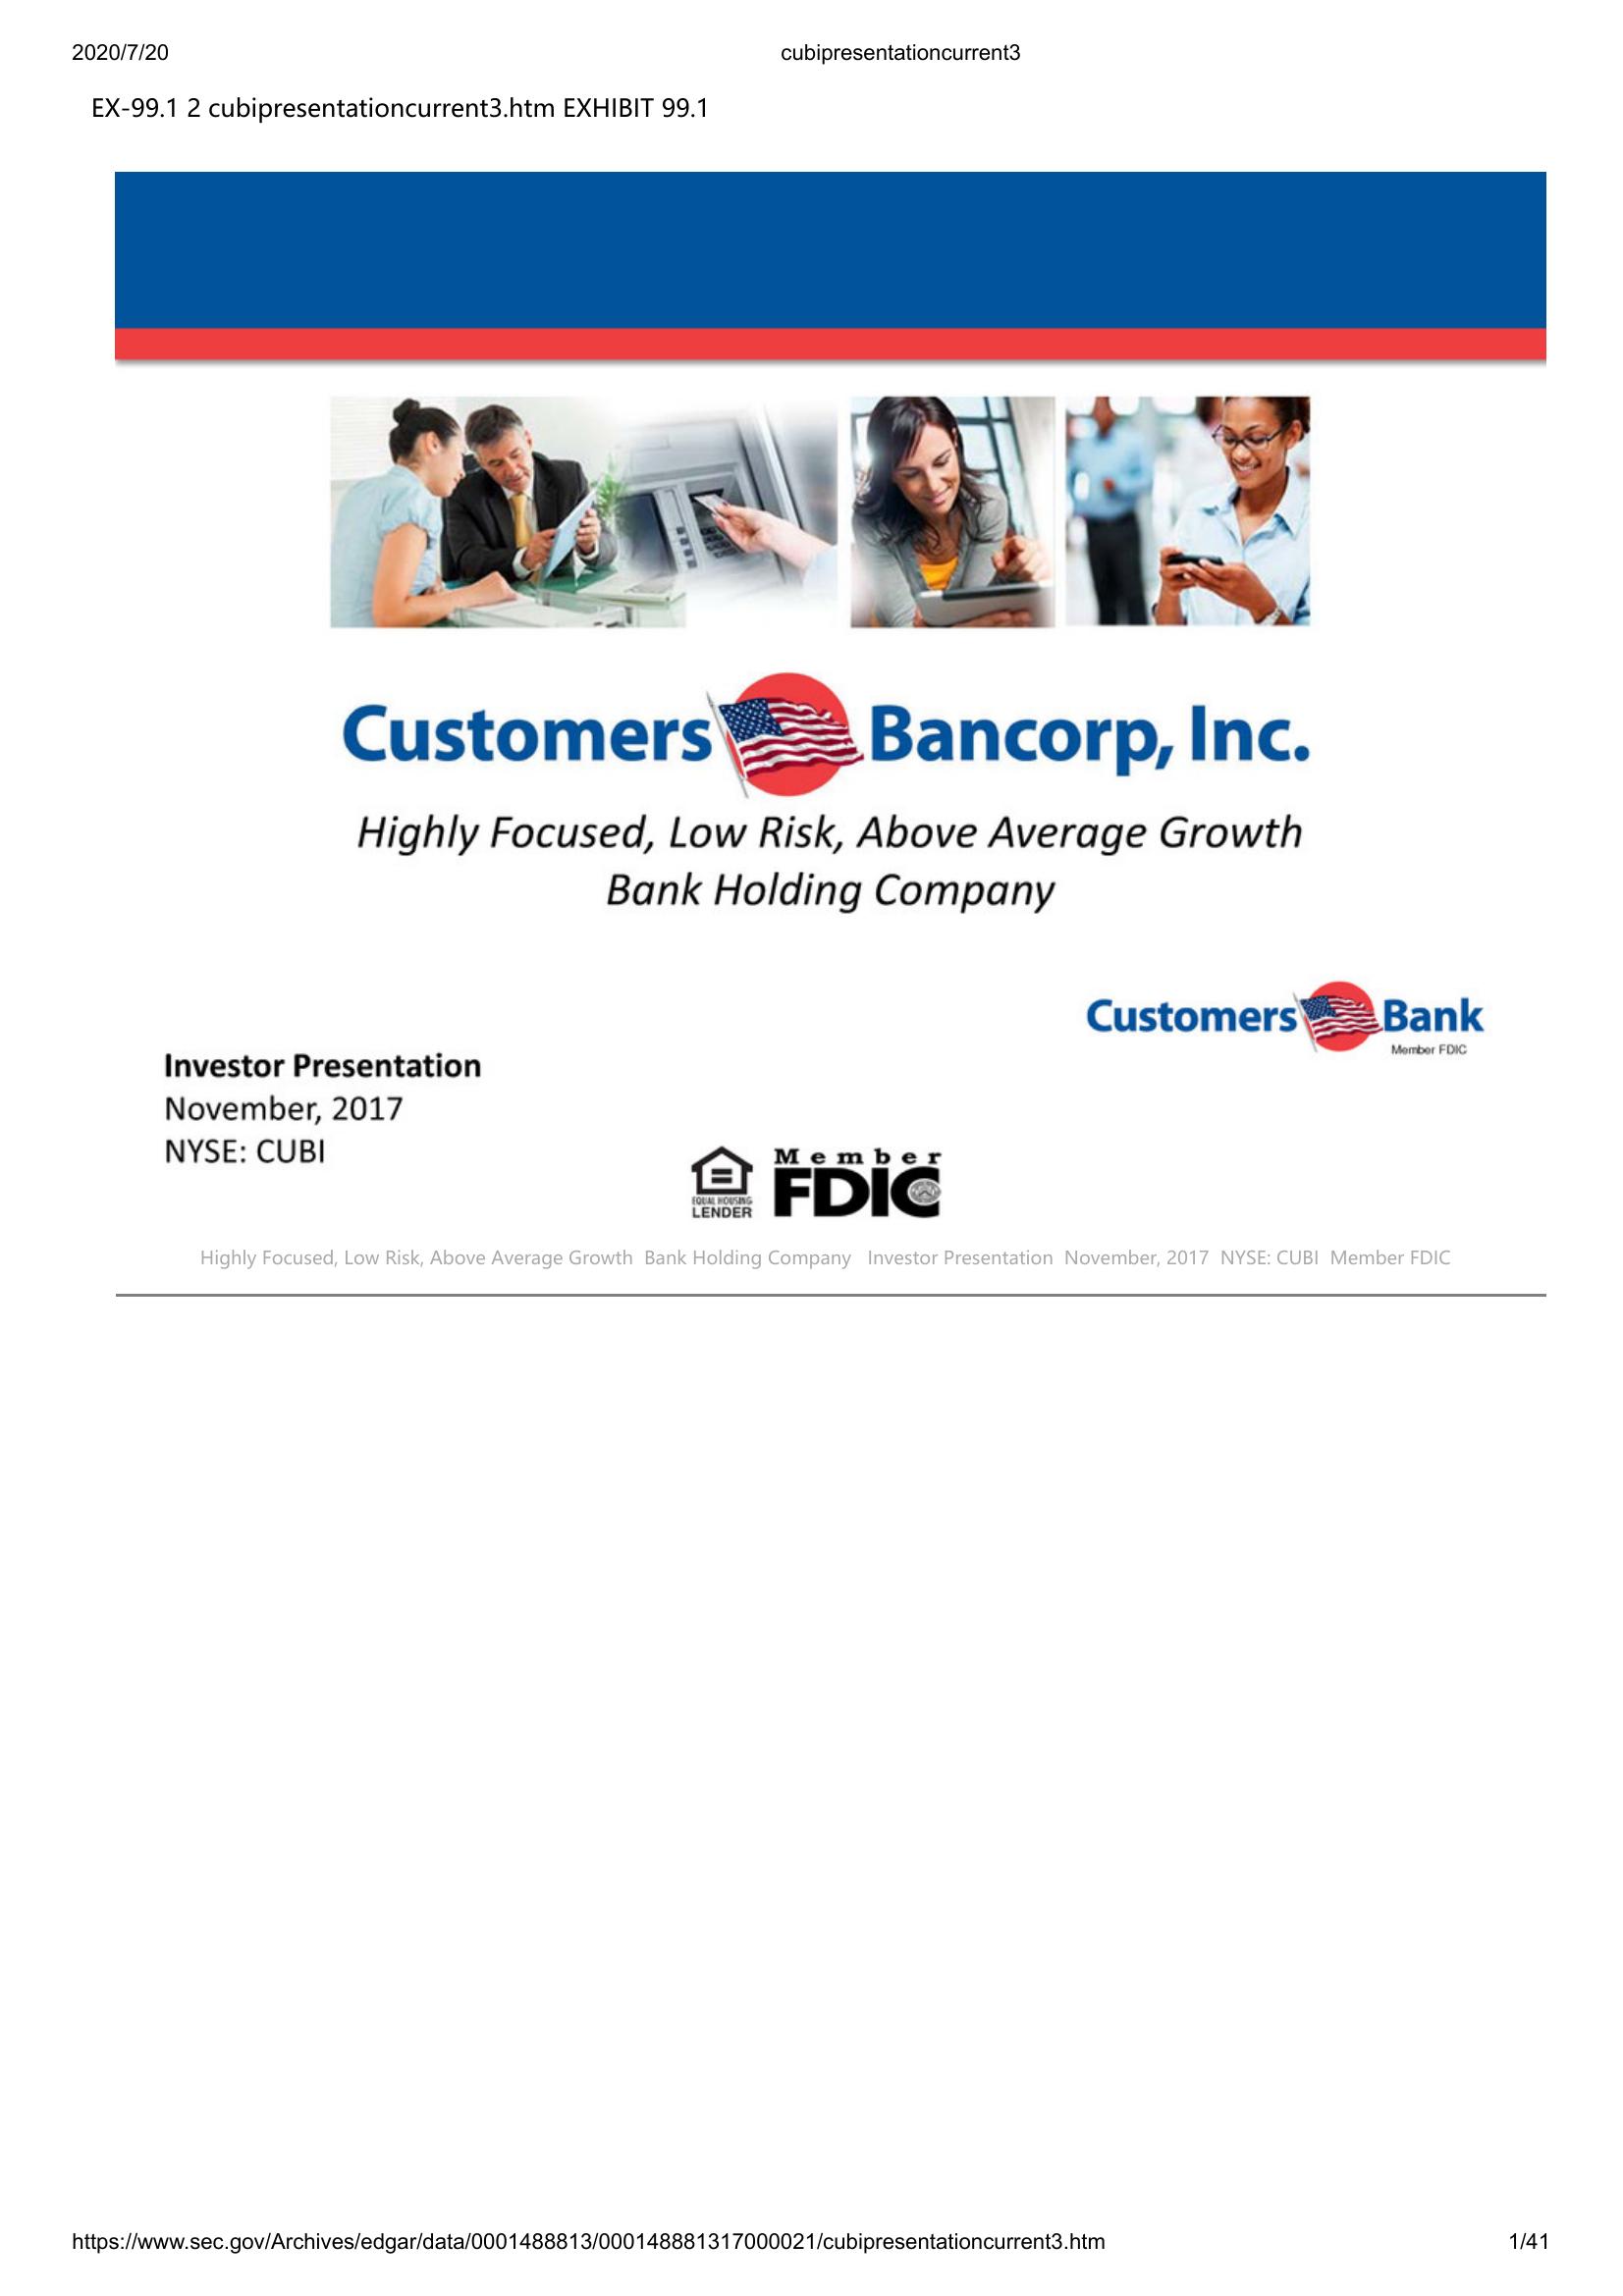 2020/7/20 cubipresentationcurrent3
EX-99.1 2 cubipresentationcurrent3.htm EXHIBIT 99.1
Customers Bancorp, Inc.
Highly Focused, Low Risk, Above Average Growth
Bank Holding Company
Customers Bank
Member FDIC
Investor Presentation
November, 2017
NYSE: CUBI
EQUAL HOUSING
LENDER
Member
FDIC
Highly Focused, Low Risk, Above Average Growth Bank Holding Company Investor Presentation November, 2017 NYSE: CUBI Member FDIC
https://www.sec.gov/Archives/edgar/data/0001488813/000148881317000021/cubipresentationcurrent3.htm 1/41